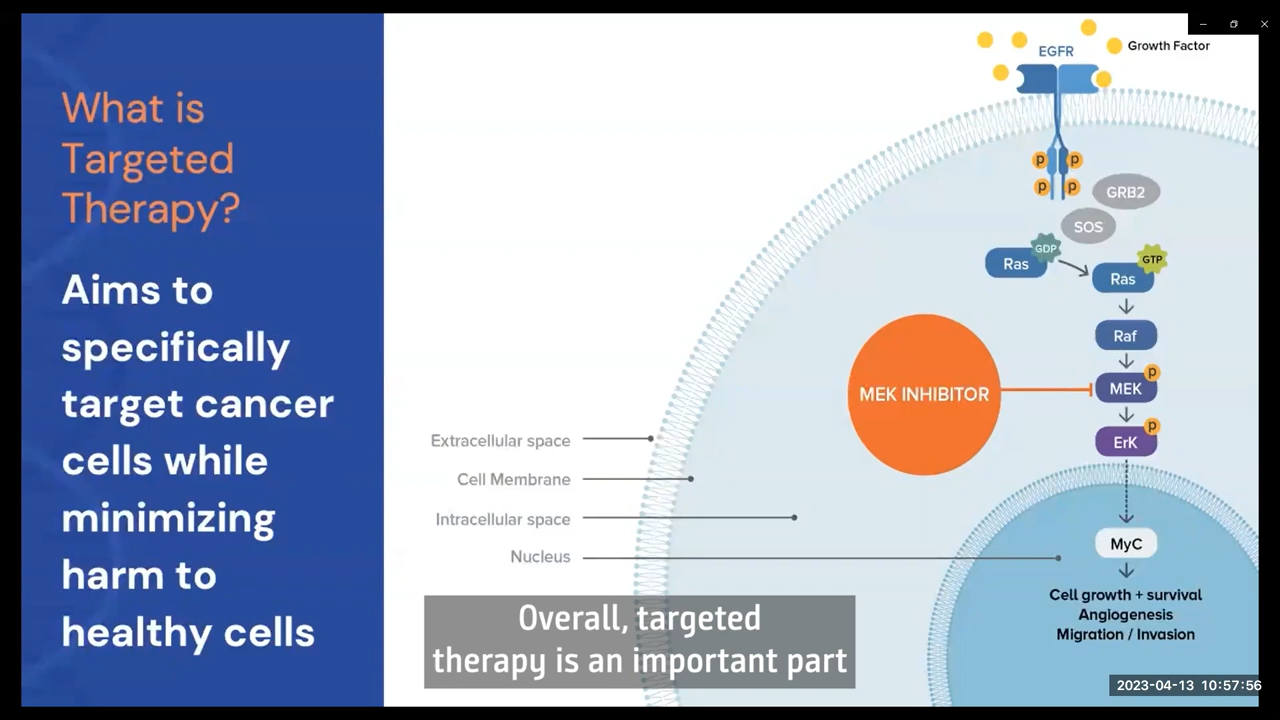 What is
Targeted
Therapy?
Aims to
specifically
target cancer
cells while
minimizing
harm to
healthy cells
EGFR
Growth Factor
p
p
p
p
GRB2
SOS
GDP
Ras
GTP
Ras
Raf
MEK INHIBITOR
MEK
p
ErK
p
Extracellular space
Cell Membrane
Intracellular space
Nucleus
MyC
Cell growth + survival
Angiogenesis
Migration / Invasion
Overall, targeted
therapy is an important part
2023-04-13 10:57:56